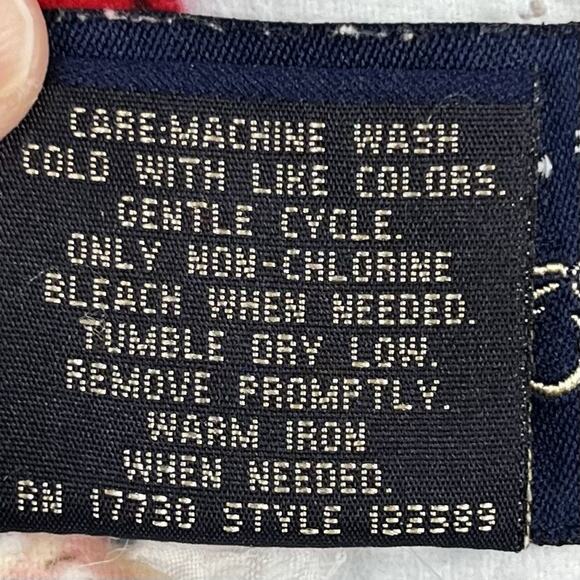 CARE:MACHINE WASH
COLD WITH LIKE COLORS.
GENTLE CYCLE.
ONLY NON-CHLORINE
BLEACH WHEN NEEDED.
TUMBLE DRY LOW.
REMOVE PROMPTLY.
WARM IRON
WHEN NEEDED.
RN 17730 STYLE